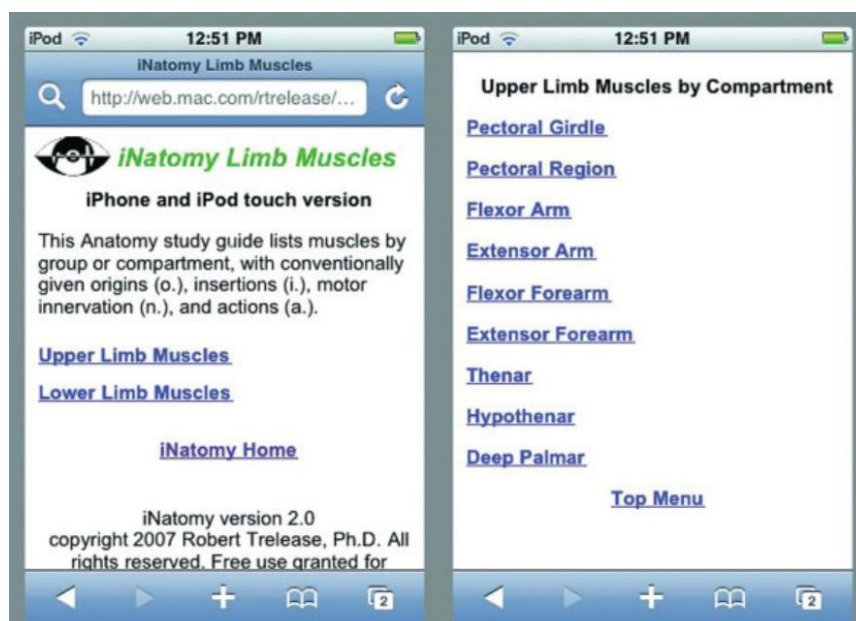 iPod
12:51 PM
iNatomy Limb Muscles
http://web.mac.com/rtrelease/...
iNatomy Limb Muscles
iPhone and iPod touch version
This Anatomy study guide lists muscles by
group or compartment, with conventionally
given origins (o.), insertions (i.), motor
innervation (n.), and actions (a.).
Upper Limb Muscles
Lower Limb Muscles
iNatomy Home
iNatomy version 2.0
copyright 2007 Robert Trelease, Ph.D. All
rights reserved. Free use granted for
2
iPod
12:51 PM
Upper Limb Muscles by Compartment
Pectoral Girdle
Pectoral Region
Flexor Arm
Extensor Arm
Flexor Forearm
Extensor Forearm
Thenar
Hypothenar
Deep Palmar
Top Menu
2